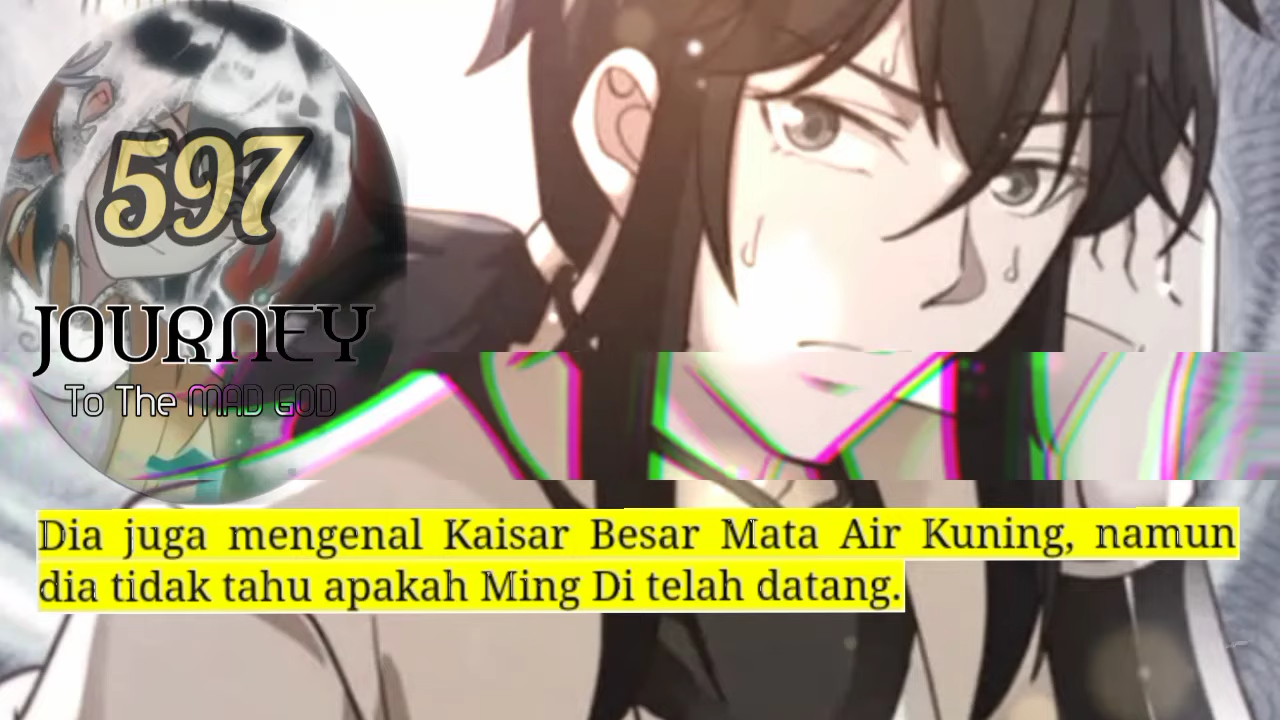 597
JOURNEY
To The MAD GOD
Dia juga mengenal Kaisar Besar Mata Air Kuning, namun
dia tidak tahu apakah Ming Di telah datang.